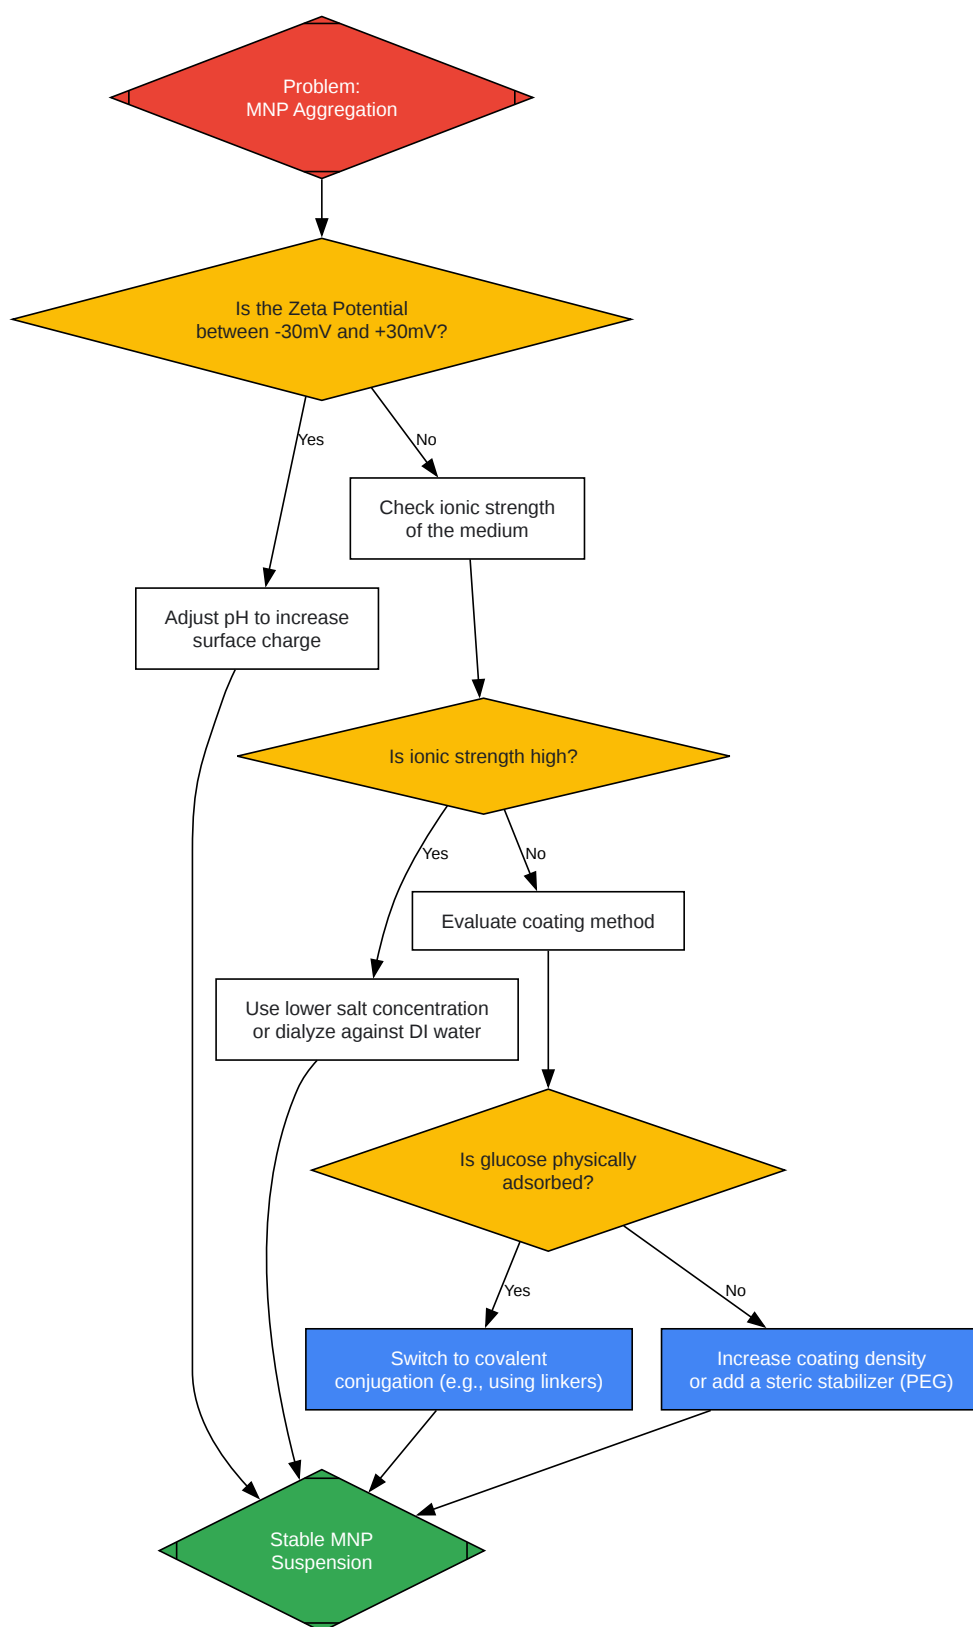 Problem:
MNP Aggregation
Is the Zeta Potential
between -30mV and +30mV?
Yes
No
Check ionic strength
of the medium
Adjust pH to increase
surface charge
Is ionic strength high?
Yes
No
Evaluate coating method
Use lower salt concentration
or dialyze against DI water
Is glucose physically
adsorbed?
Yes
No
Switch to covalent
conjugation (e.g., using linkers)
Increase coating density
or add a steric stabilizer (PEG)
Stable MNP
Suspension